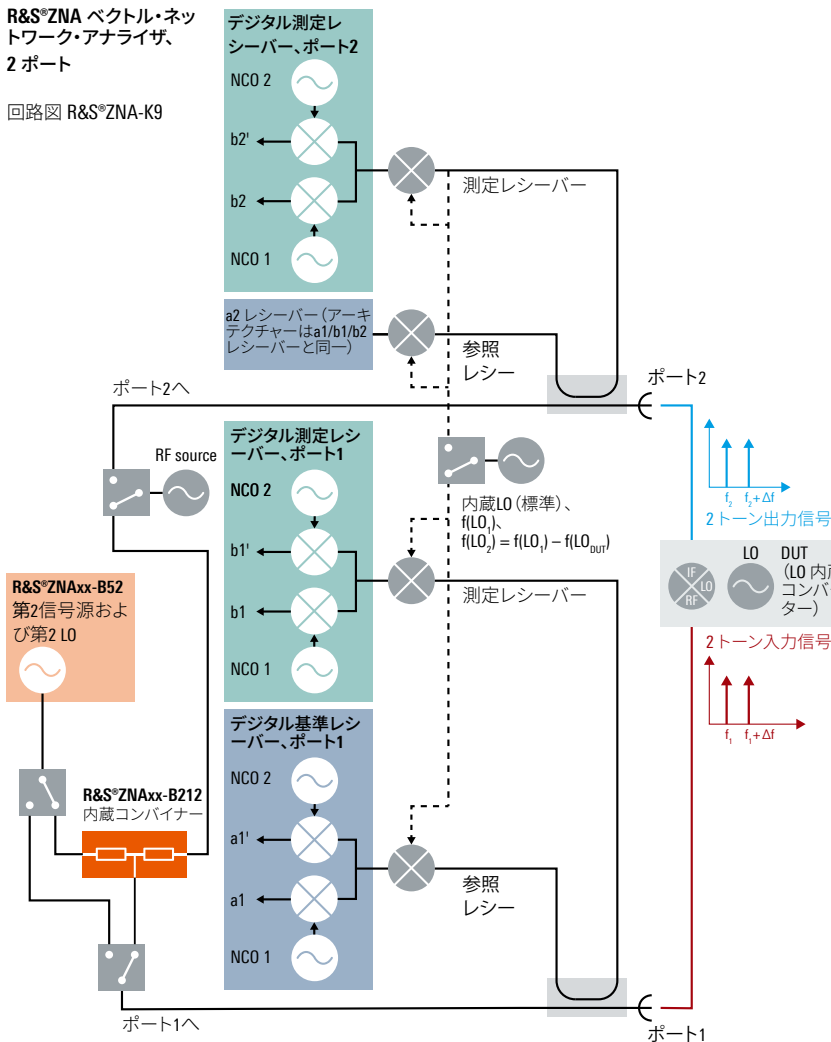 R&S®ZNA ベクトル・ネッ
トワーク・アナライザ、
2 ポート
回路図 R&S®ZNA-K9
デジタル測定レ
シーバー、ポート2
NCO 2
b2'
b2
NCO 1
測定レシーバー
a2 レシーバー（アーキ
テクチャーはa1/b1/b2
レシーバーと同一）
参照
レシー
ポート2へ
ポート2
RF source
デジタル測定レシ
ーバー、ポート1
NCO 2
b1'
b1
NCO 1
内蔵LO（標準）、
f(LO1)、
f(LO2) = f(LO1) – f(LODUT)
測定レシーバー
f2 f2+Δf
2トーン出力信号
IF
LO
RF
LO DUT
（LO 内蔵
コンバ
ター）
2トーン入力信号
f1 f1+Δf
R&S®ZNAxx-B52
第2信号源およ
び第2 LO
R&S®ZNAxx-B212
内蔵コンバイナー
デジタル基準レシ
ーバー、ポート1
NCO 2
a1'
a1
NCO 1
参照
レシー
ポート1へ
ポート1